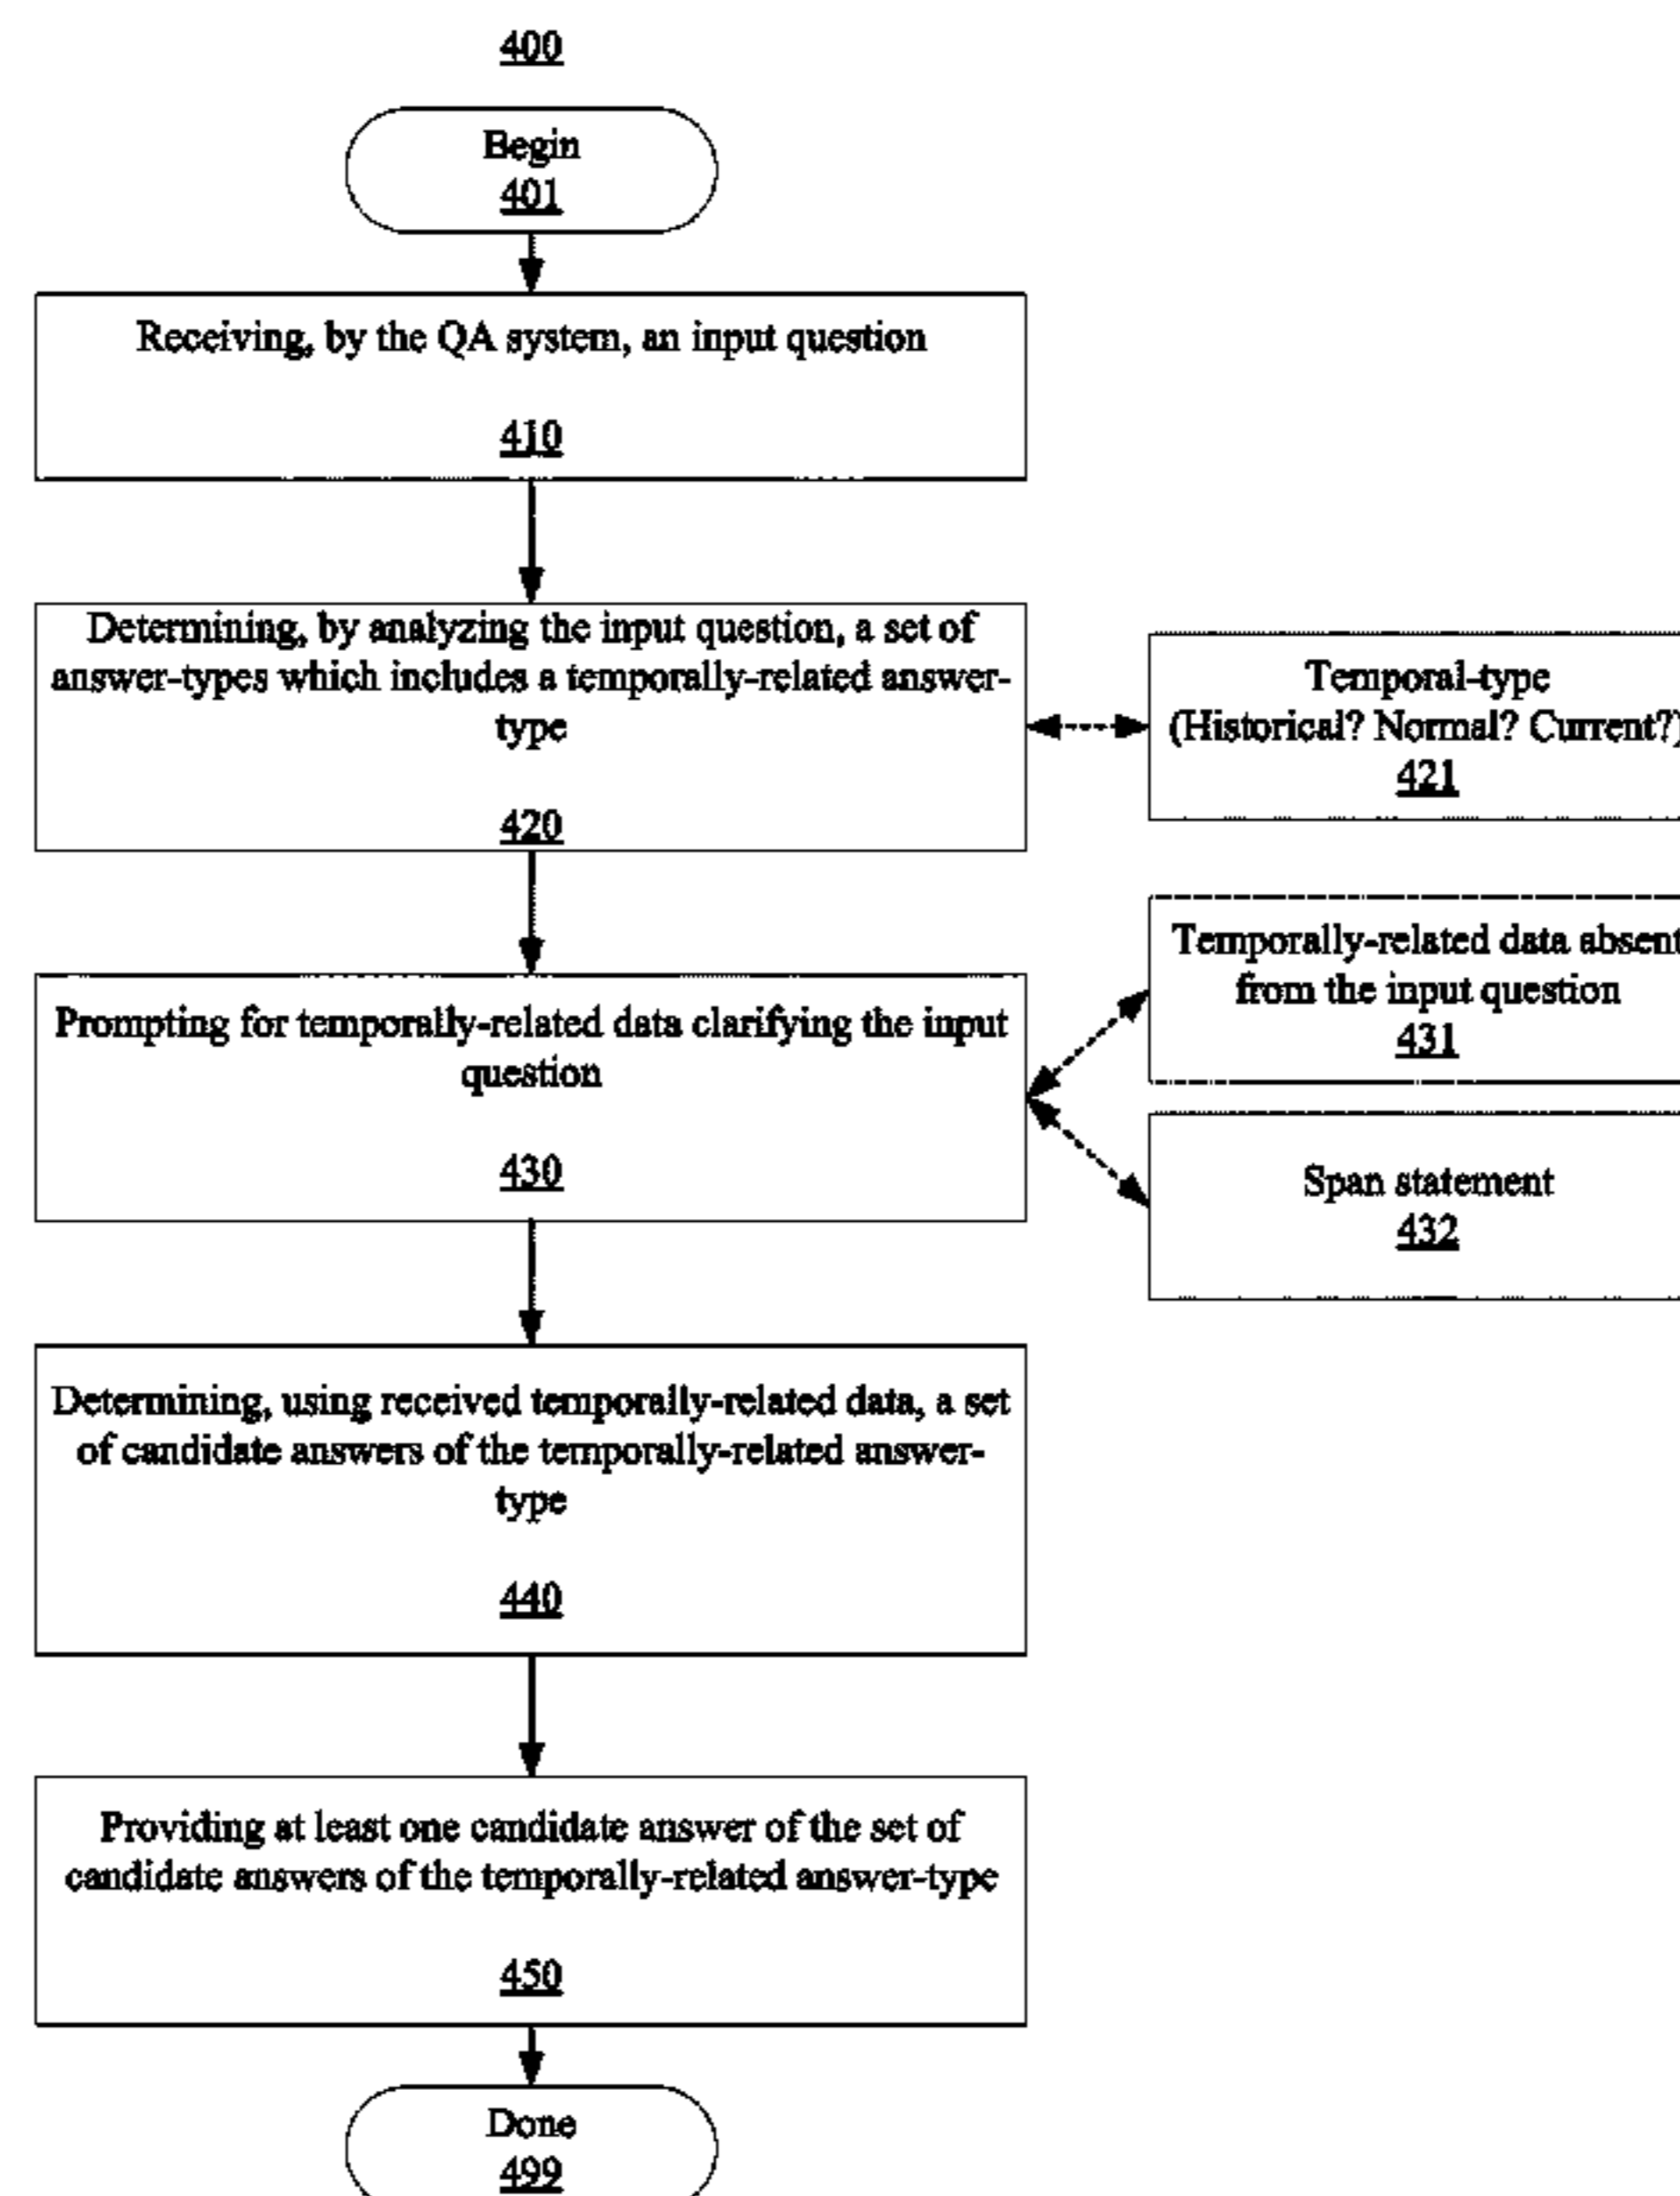 400
Begin
401
Receiving, by the QA system, an input question
410
Determining, by analyzing the input question, a set of
answer-types which includes a temporally-related answer-
type
420
Temporal-type
(Historical? Normal? Current?)
421
Prompting for temporally-related data clarifying the input
question
430
Temporally-related data absent
from the input question
431
Span statement
432
Determining, using received temporally-related data, a set
of candidate answers of the temporally-related answer-
type
440
Providing at least one candidate answer of the set of
candidate answers of the temporally-related answer-type
450
Done
499